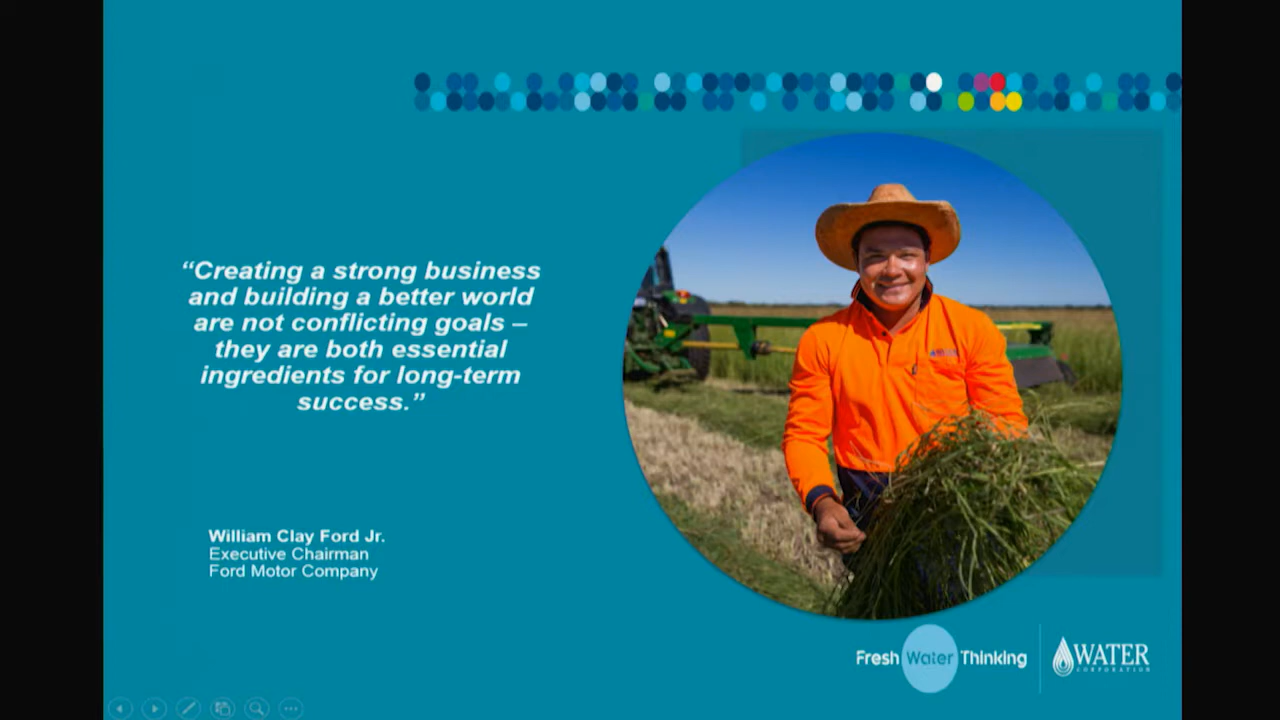 “Creating a strong business
and building a better world
are not conflicting goals –
they are both essential
ingredients for long-term
success.”
William Clay Ford Jr.
Executive Chairman
Ford Motor Company
Fresh Water Thinking
WATER
CORPORATION